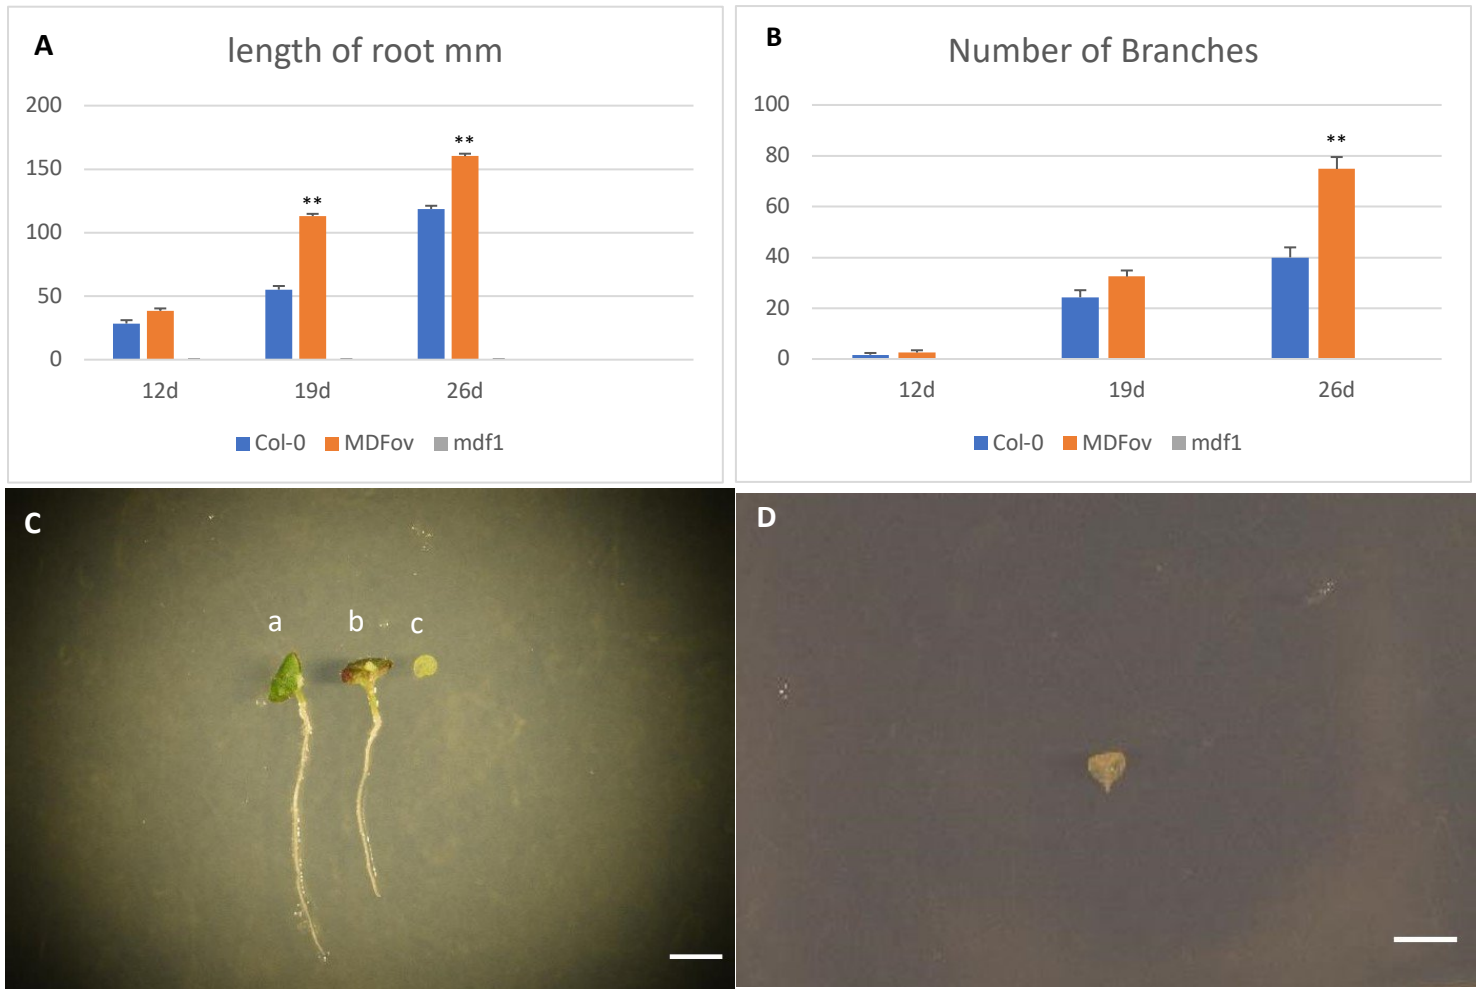 A
length of root mm
200
150
100
50
0
**
**
12d
19d
26d
Col-0 MDFov mdf1
B
Number of Branches
100
80
60
40
20
0
**
12d
19d
26d
Col-0 MDFov mdf1
C
a b c
D